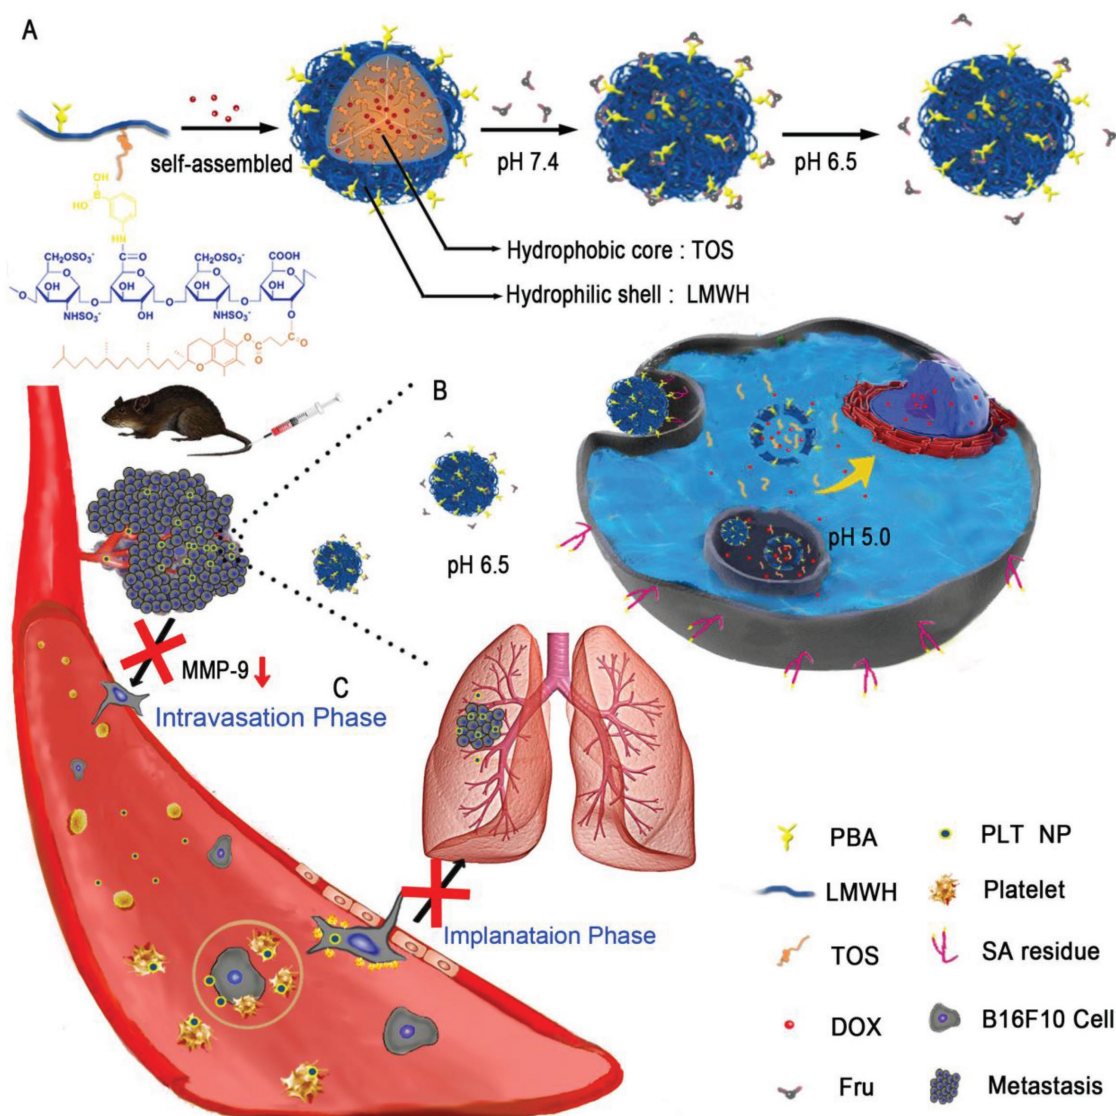 A
self-assembled
pH 7.4
pH 6.5
Hydrophobic core : TOS
Hydrophilic shell : LMWH
OH
B
HO
HN
O
CH₂OSO₃⁻
CH₂OSO₃⁻
COOH
O
O
O
O
OH
OH
OH
OH
O
O
O
O
NHSO₃⁻
OH
NHSO₃⁻
O
O
O
O
O
B
pH 6.5
pH 5.0
MMP-9
C
Intravasation Phase
Implanataion Phase
PBA
PLT NP
LMWH
Platelet
TOS
SA residue
DOX
B16F10 Cell
Fru
Metastasis